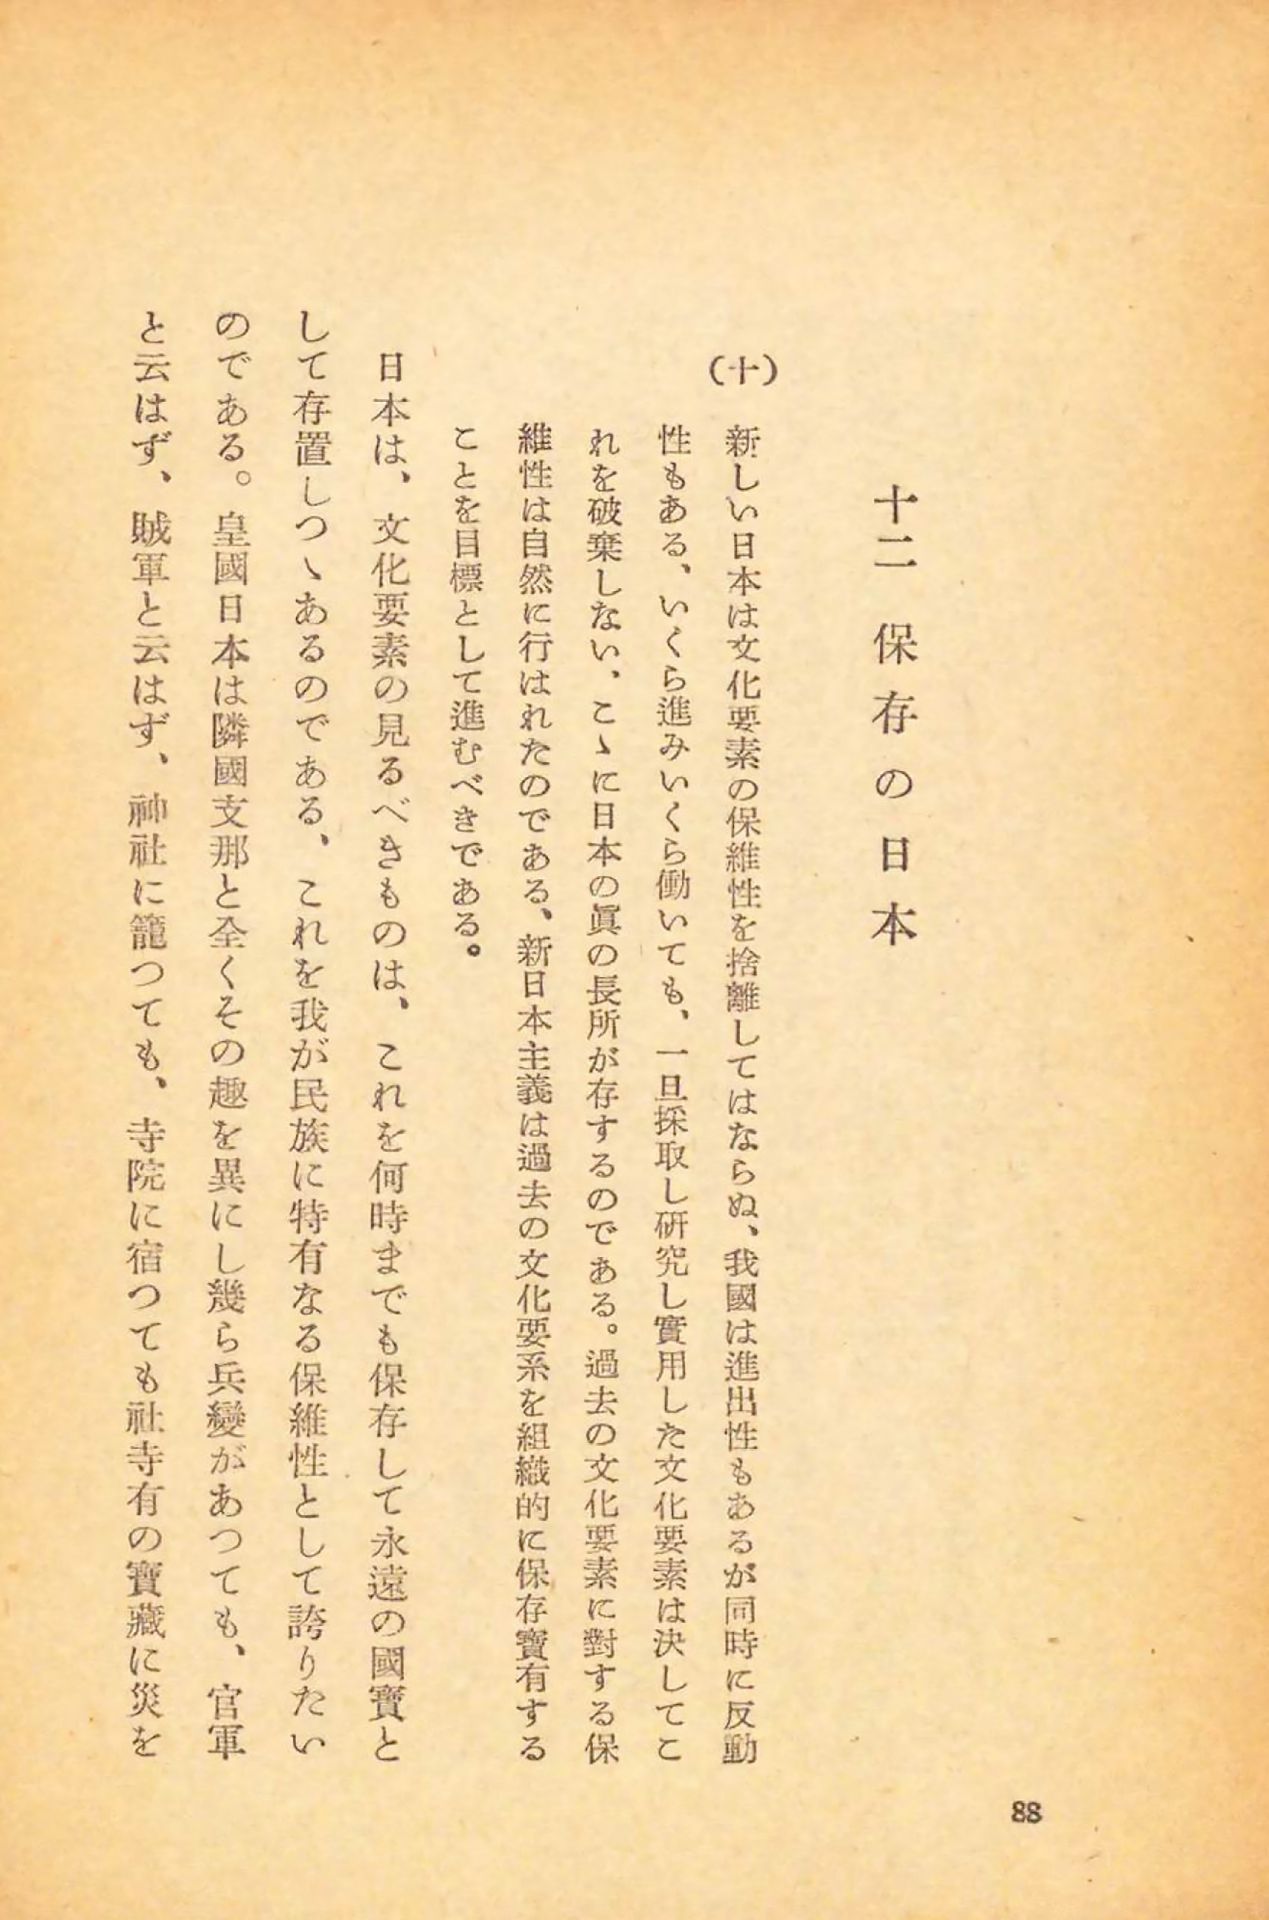 十二 保存の日本
(十)
新しい日本は文化要素の保維性を捨離してはならぬ、我國は進出性もあるが同時に反動
性もある、いくら進みいくら働いても、一旦採取し研究し實用した文化要素は決してこ
れを破棄しない、こゝに日本の眞の長所が存するのである。過去の文化要素に對する保
維性は自然に行はれたのである、新日本主義は過去の文化要系を組織的に保存寶有する
ことを目標として進むべきである。
日本は、文化要素の見るべきものは、これを何時までも保存して永遠の國寶と
して存置しつゝあるのである、これを我が民族に特有なる保維性として誇りたい
のである。皇國日本は隣國支那と全くその趣を異にし幾ら兵變があつても、官軍
と云はず、賊軍と云はず、神社に籠つても、寺院に宿つても社寺有の寶藏に災を
88